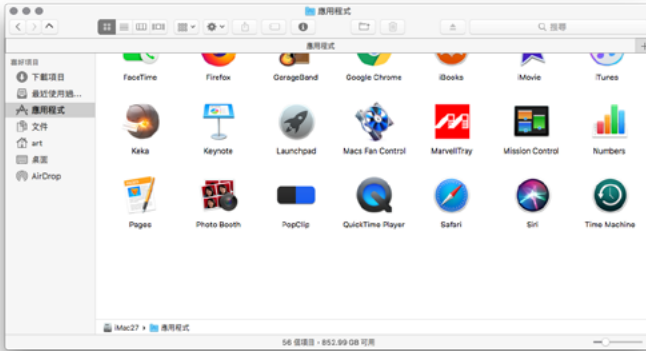 應用程式
搜尋
應用程式
喜好項目
下載項目
最近使用過...
應用程式
文件
art
桌面
AirDrop
FaceTime Firefox GarageBand Google Chrome iBooks iMovie iTunes
Keka Keynote Launchpad Macs Fan Control MarvellTray Mission Control Numbers
Pages Photo Booth PopClip QuickTime Player Safari Siri Time Machine
iMac27 › 應用程式
56 個項目，852.99 GB 可用